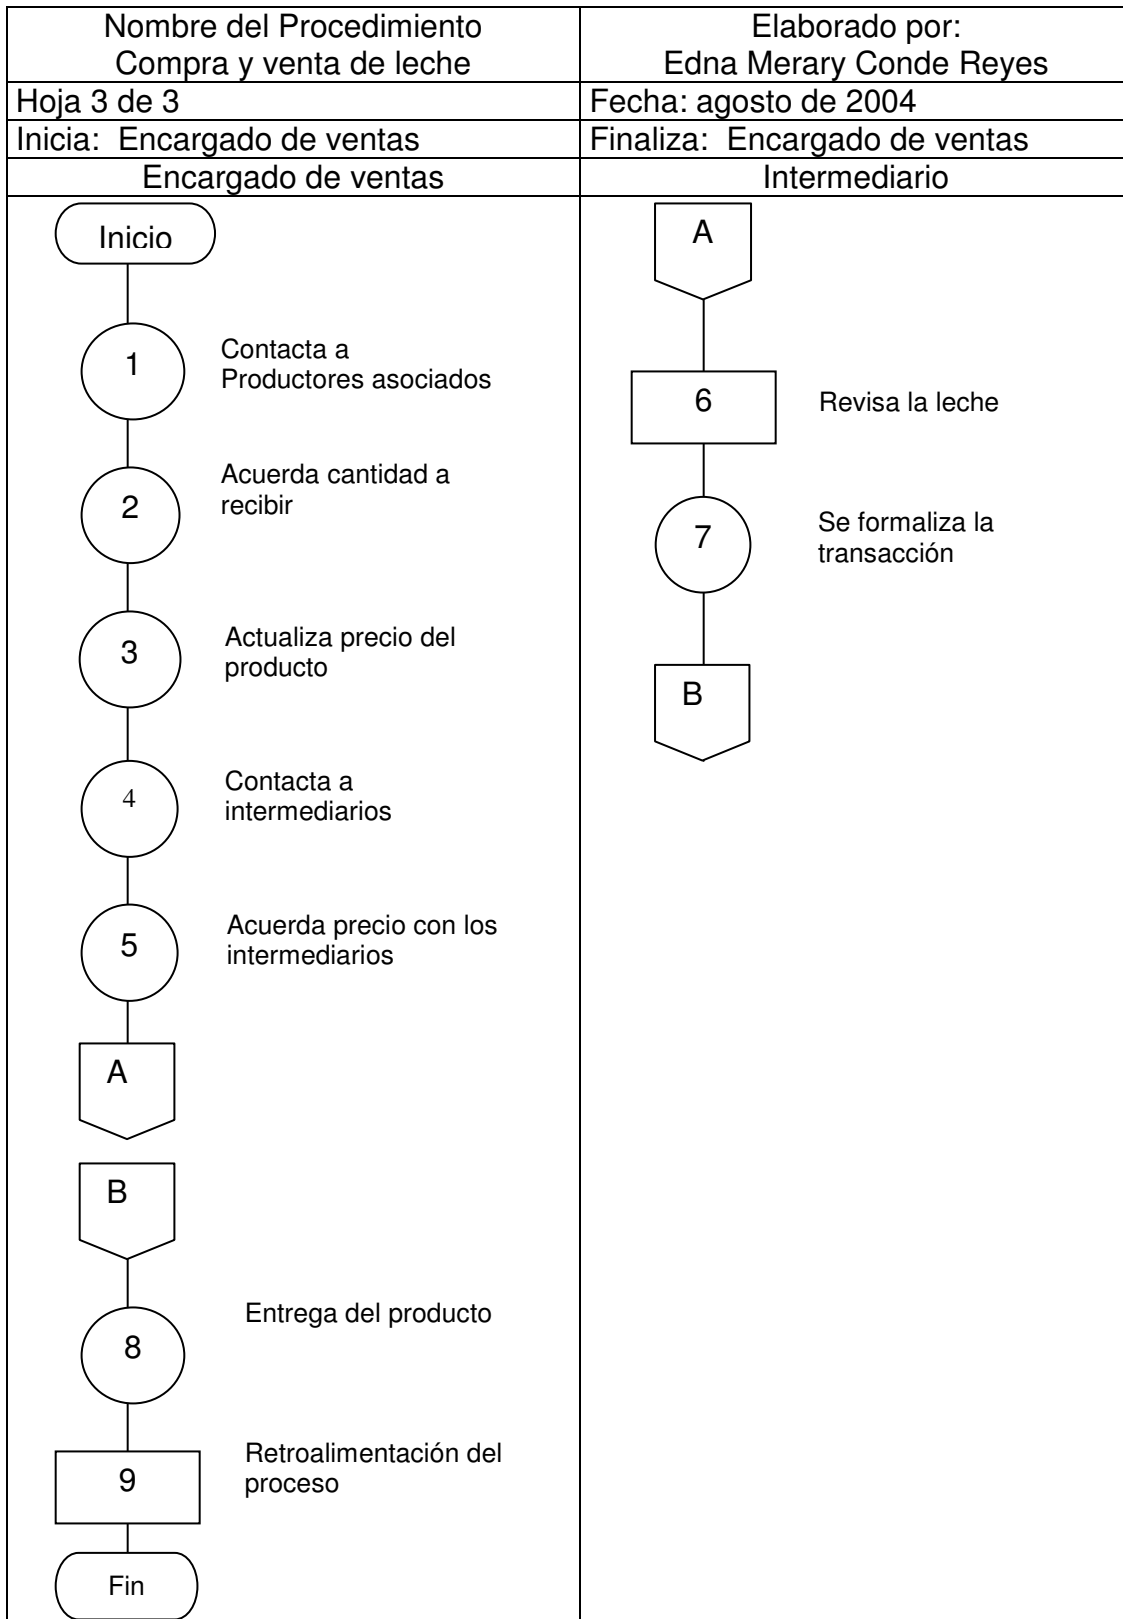 Nombre del Procedimiento
Compra y venta de leche
Elaborado por:
Edna Merary Conde Reyes
Hoja 3 de 3
Fecha: agosto de 2004
Inicia: Encargado de ventas
Finaliza: Encargado de ventas
Encargado de ventas
Intermediario
Inicio
1
Contacta a
Productores asociados
2
Acuerda cantidad a
recibir
3
Actualiza precio del
producto
4
Contacta a
intermediarios
5
Acuerda precio con los
intermediarios
A
B
8
Entrega del producto
9
Retroalimentación del
proceso
Fin
A
6
Revisa la leche
7
Se formaliza la
transacción
B